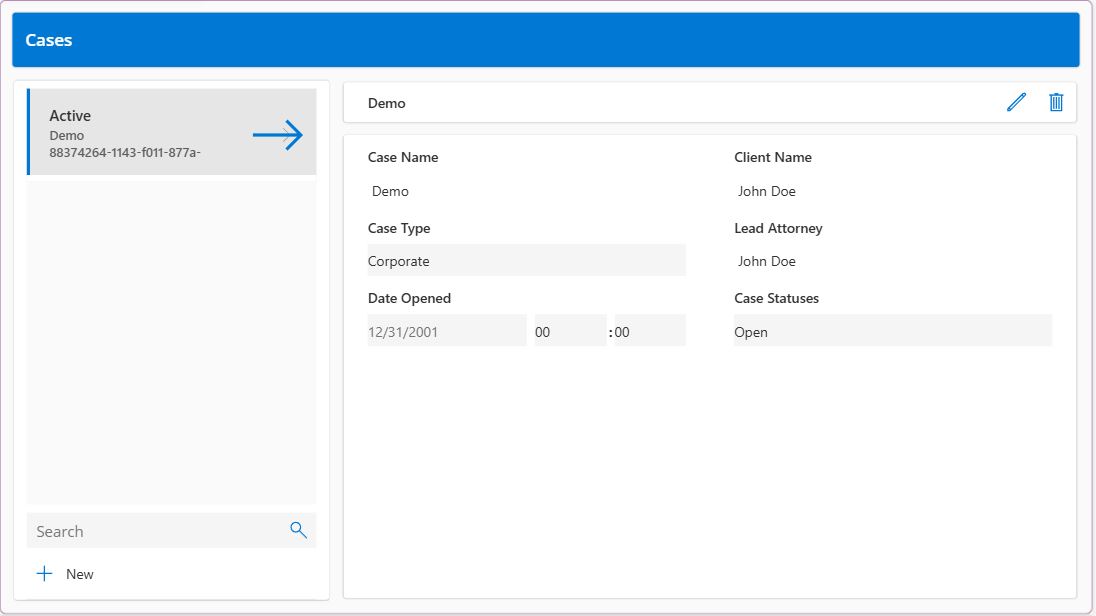 Cases
Active
Demo
88374264-1143-f011-877a-
Search
New
Demo
Case Name
Demo
Client Name
John Doe
Case Type
Corporate
Lead Attorney
John Doe
Date Opened
12/31/2001 00 :00
Case Statuses
Open